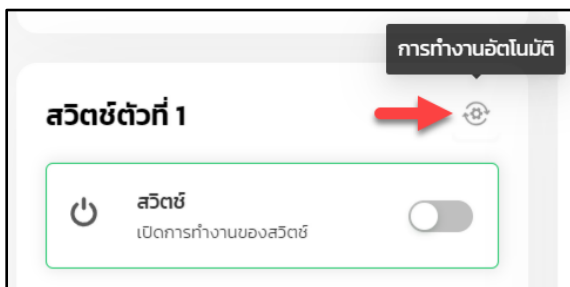 การทำงานอัตโนมัติ
สวิตช์ตัวที่ 1
สวิตช์
เปิดการทำงานของสวิตช์